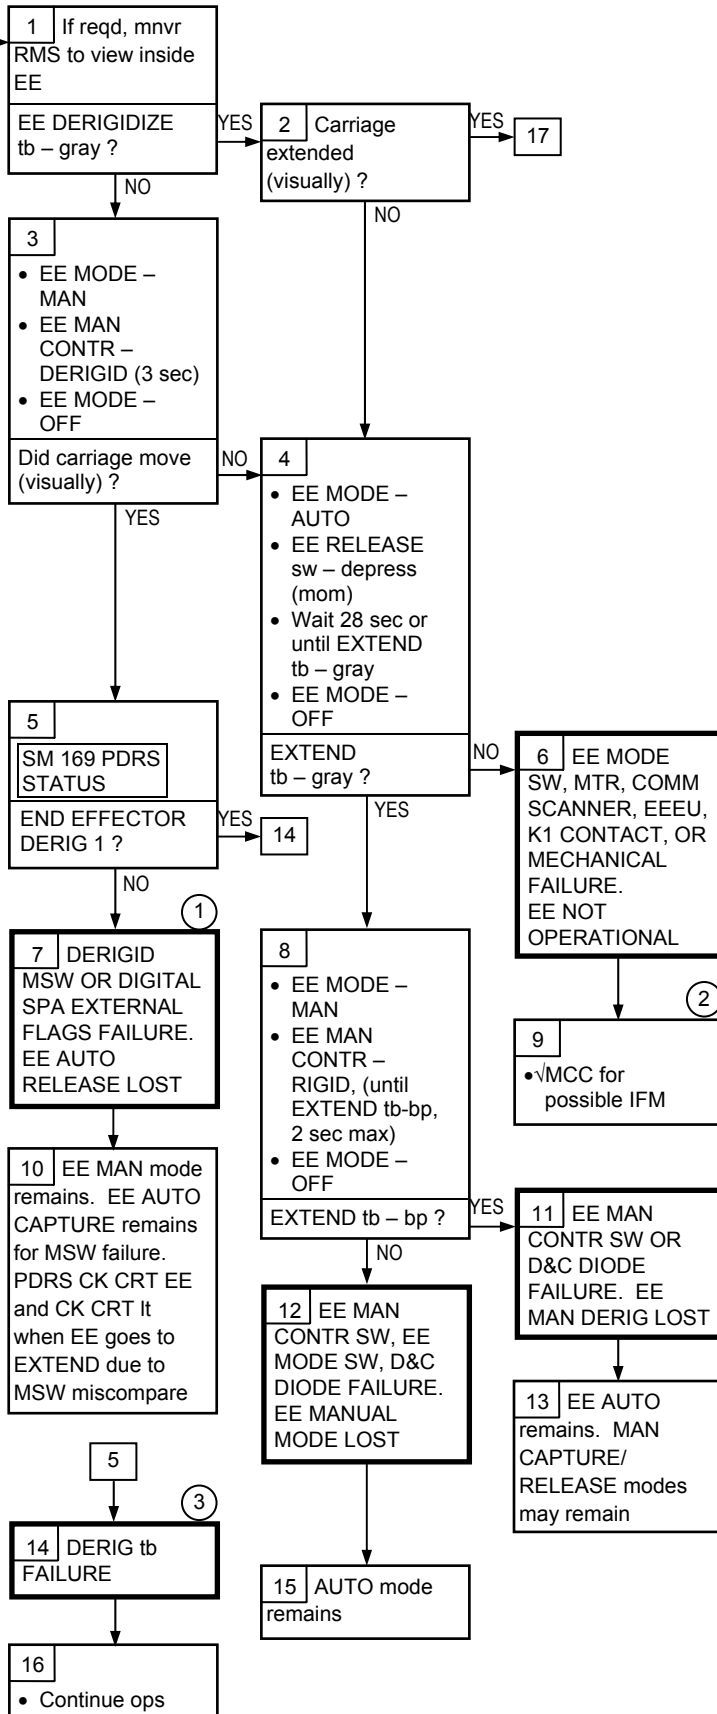 1 If reqd, mnvr
RMS to view inside
EE
EE DERIGIDIZE
tb – gray ?
YES
NO
2 Carriage
extended
(visually) ?
YES
17
NO
3
• EE MODE –
MAN
• EE MAN
CONTR –
DERIGID (3 sec)
• EE MODE –
OFF
Did carriage move
(visually) ?
NO
YES
4
• EE MODE –
AUTO
• EE RELEASE
sw – depress
(mom)
• Wait 28 sec or
until EXTEND
tb – gray
• EE MODE –
OFF
EXTEND
tb – gray ?
NO
YES
5
SM 169 PDRS
STATUS
END EFFECTOR
DERIG 1 ?
YES
14
NO
6 EE MODE
SW, MTR, COMM
SCANNER, EEEU,
K1 CONTACT, OR
MECHANICAL
FAILURE.
EE NOT
OPERATIONAL
1
7 DERIGID
MSW OR DIGITAL
SPA EXTERNAL
FLAGS FAILURE.
EE AUTO
RELEASE LOST
8
• EE MODE –
MAN
• EE MAN
CONTR –
RIGID, (until
EXTEND tb-bp,
2 sec max)
• EE MODE –
OFF
EXTEND tb – bp ?
YES
NO
2
9
•√MCC for
possible IFM
10 EE MAN mode
remains. EE AUTO
CAPTURE remains
for MSW failure.
PDRS CK CRT EE
and CK CRT lt
when EE goes to
EXTEND due to
MSW miscompare
11 EE MAN
CONTR SW OR
D&C DIODE
FAILURE. EE
MAN DERIG LOST
12 EE MAN
CONTR SW, EE
MODE SW, D&C
DIODE FAILURE.
EE MANUAL
MODE LOST
13 EE AUTO
remains. MAN
CAPTURE/
RELEASE modes
may remain
5
3
14 DERIG tb
FAILURE
15 AUTO mode
remains
16
• Continue ops